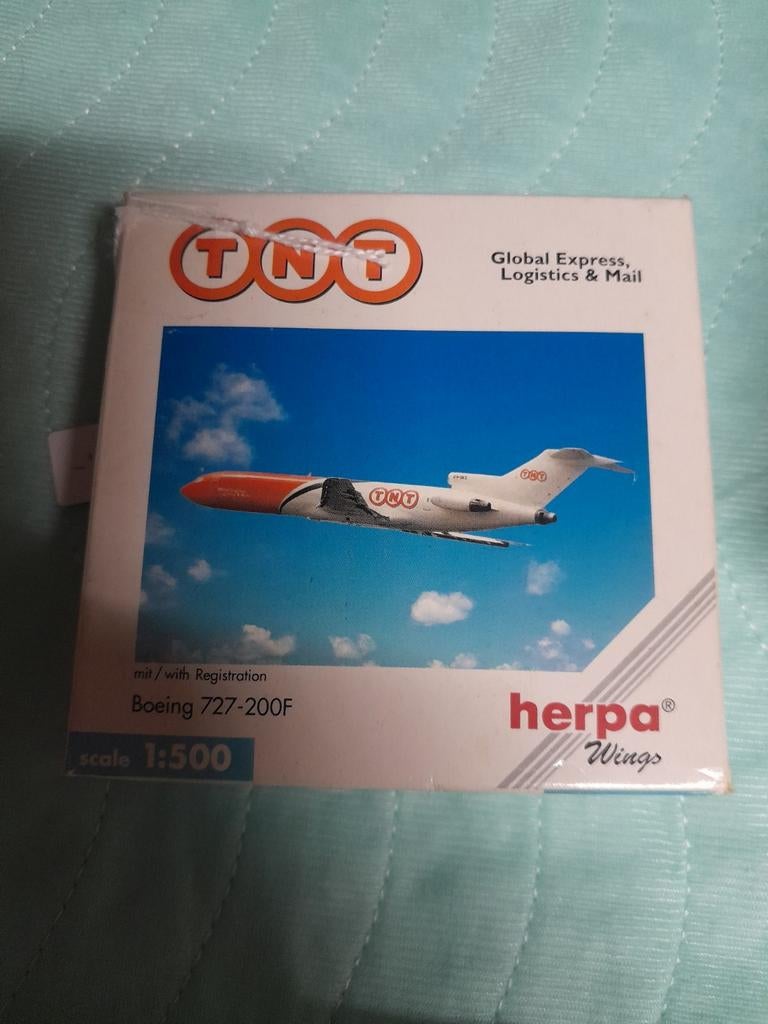 TNT
Global Express,
Logistics & Mail
TNT
TNT
mit / with Registration
Boeing 727-200F
scale 1:500
herpa®
Wings